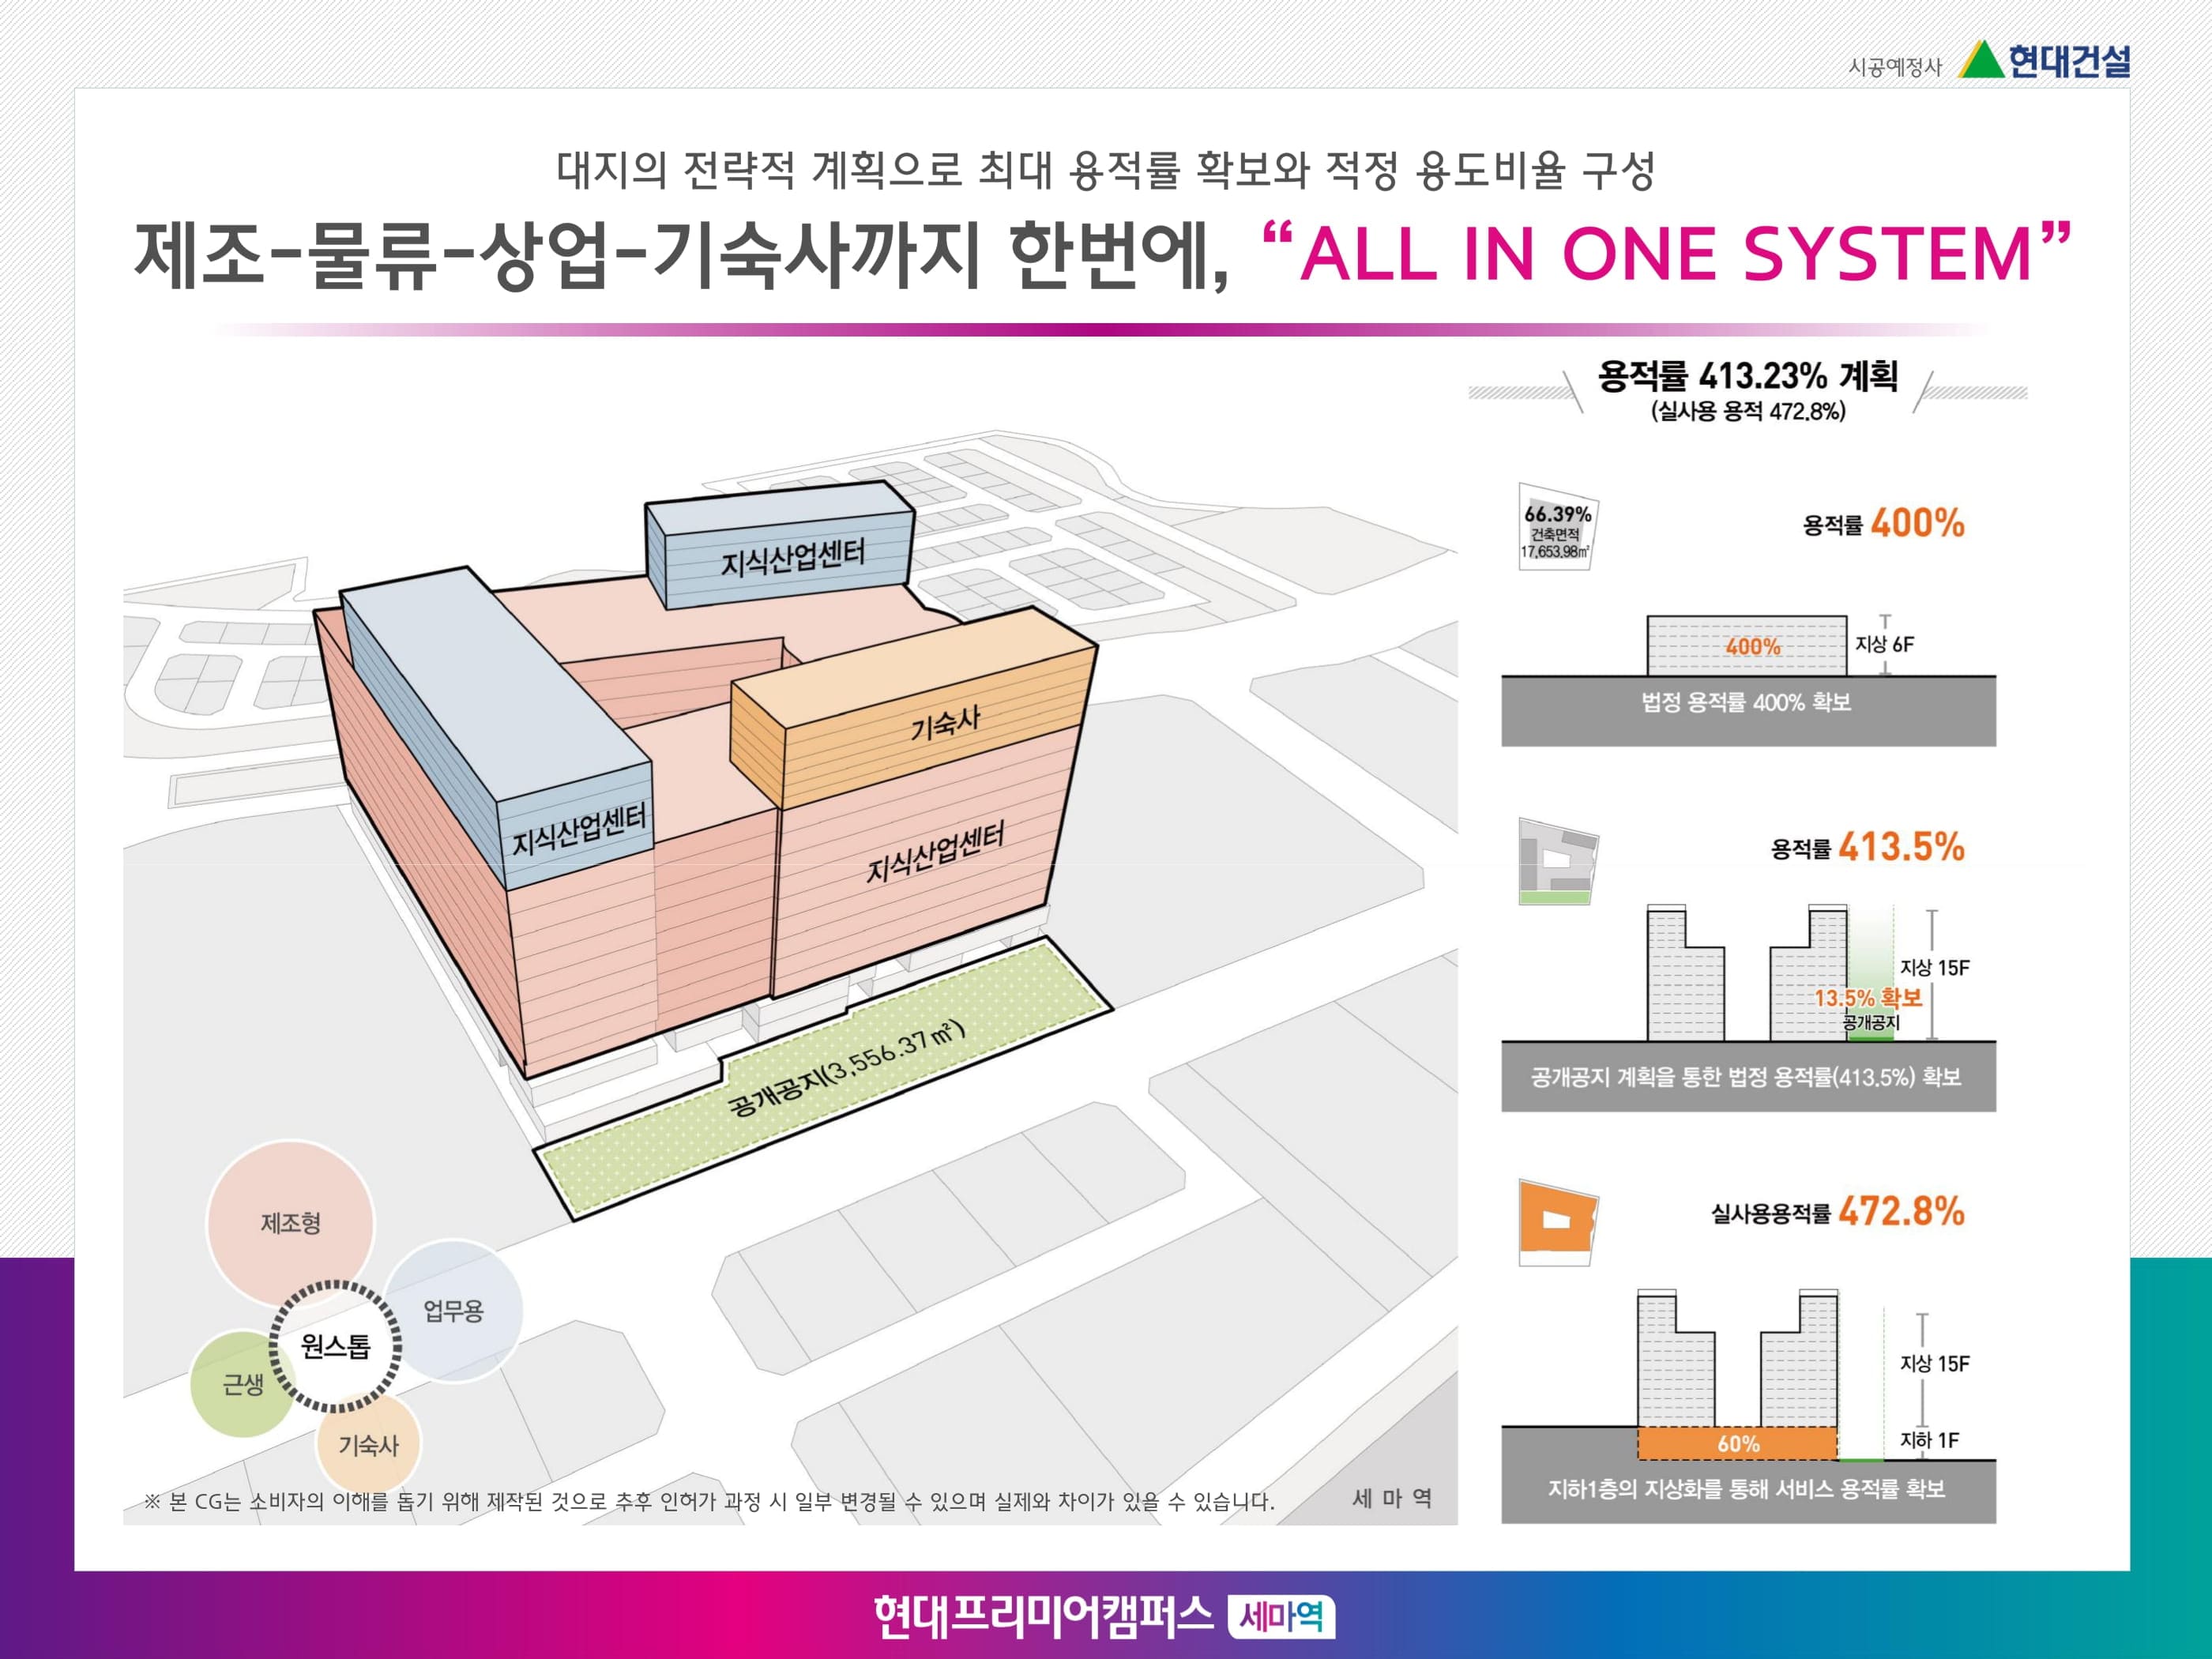 시공예정사 현대건설
대지의 전략적 계획으로 최대 용적률 확보와 적정 용도비율 구성
제조-물류-상업-기숙사까지 한번에, “ALL IN ONE SYSTEM”
용적률 413.23% 계획
(실사용 용적 472.8%)
지식산업센터
지식산업센터
기숙사
지식산업센터
공개공지(3,556.37㎡)
제조형
업무용
원스톱
근생
기숙사
※ 본 CG는 소비자의 이해를 돕기 위해 제작된 것으로 추후 인허가 과정 시 일부 변경될 수 있으며 실제와 차이가 있을 수 있습니다.
세 마 역
66.39%
건축면적
17,653.98㎡
용적률 400%
400%
지상 6F
법정 용적률 400% 확보
용적률 413.5%
지상 15F
13.5% 확보
공개공지
공개공지 계획을 통한 법정 용적률(413.5%) 확보
실사용용적률 472.8%
지상 15F
60%
지하 1F
지하1층의 지상화를 통해 서비스 용적률 확보
현대프리미어캠퍼스 세마역